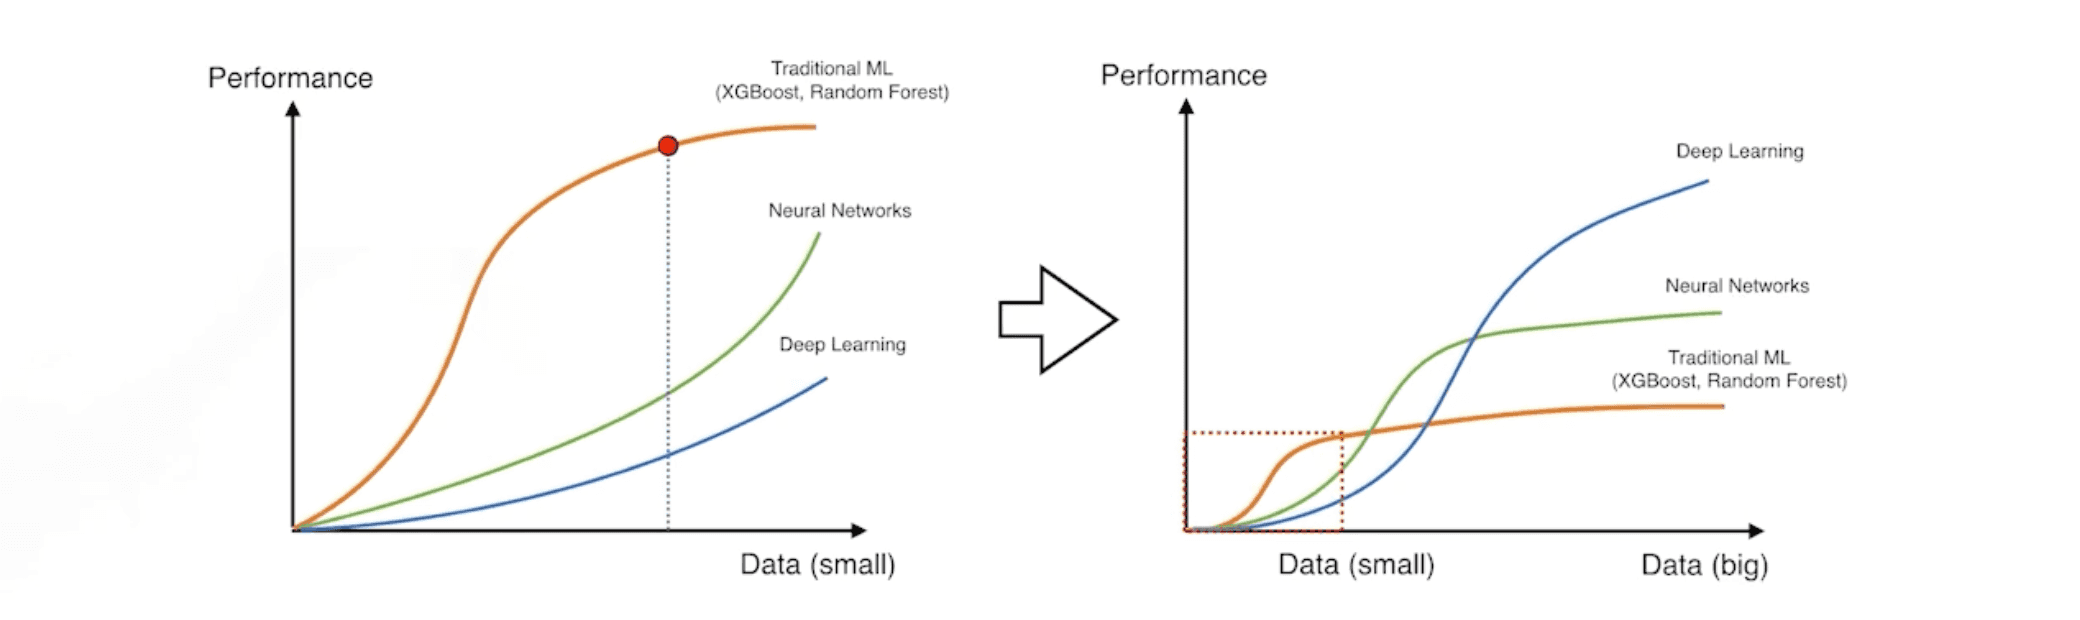 Performance
Traditional ML
(XGBoost, Random Forest)
Neural Networks
Deep Learning
Data (small)
Performance
Deep Learning
Neural Networks
Traditional ML
(XGBoost, Random Forest)
Data (small)
Data (big)